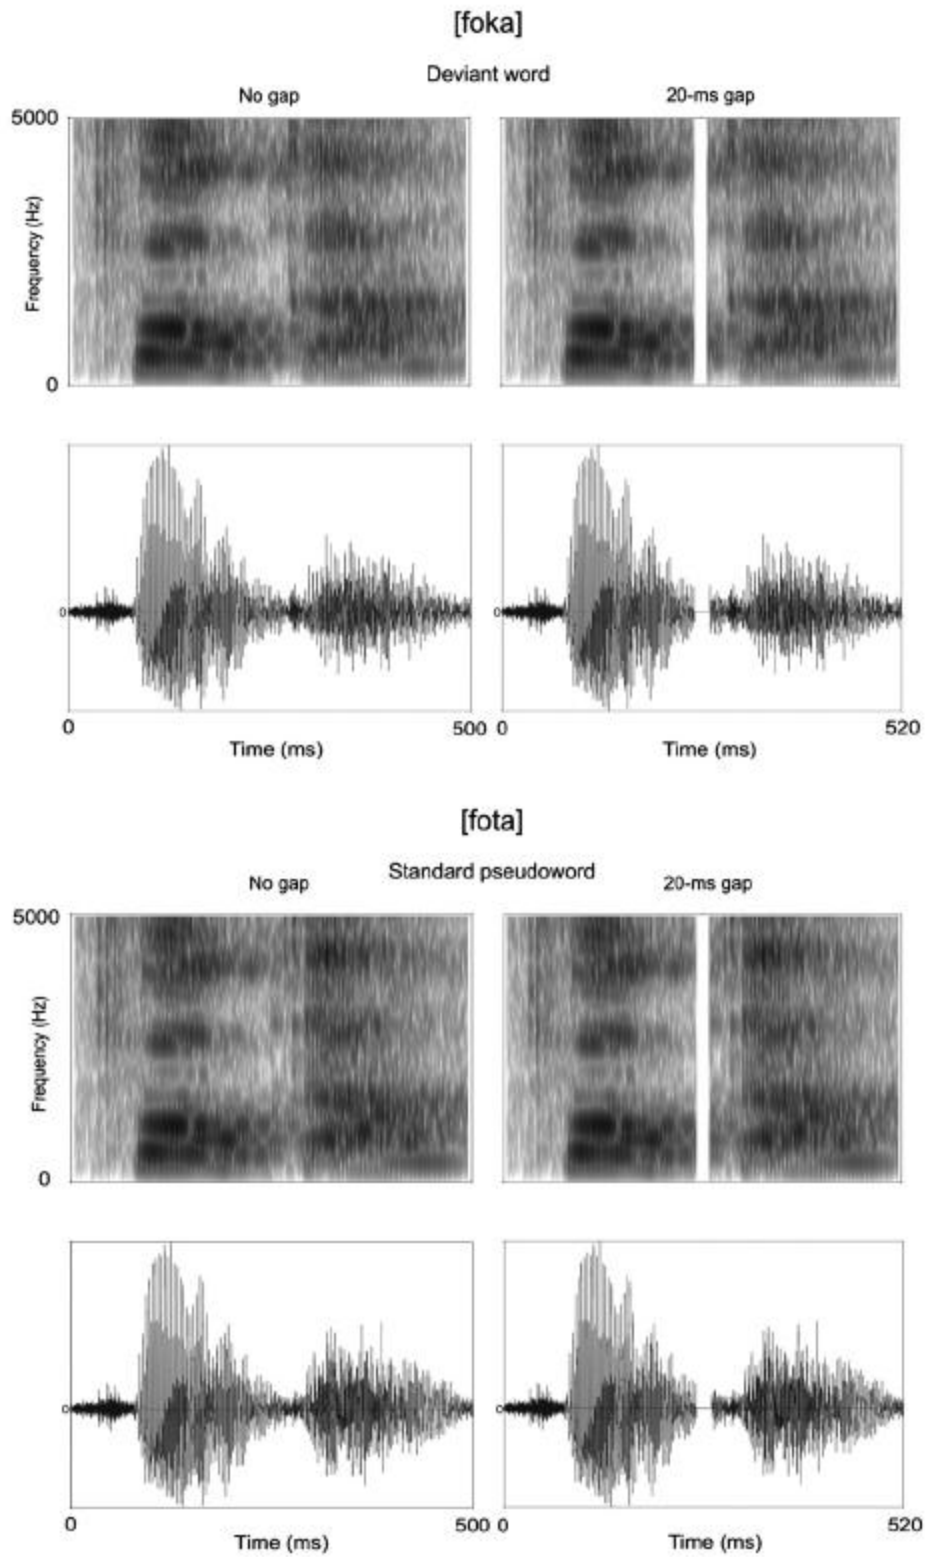 [foka]
Deviant word
No gap 20-ms gap
5000
Frequency (Hz)
0
0 0
0 500 0 520
Time (ms) Time (ms)
[fota]
Standard pseudoword
No gap 20-ms gap
5000
Frequency (Hz)
0
0 0
0 500 0 520
Time (ms) Time (ms)